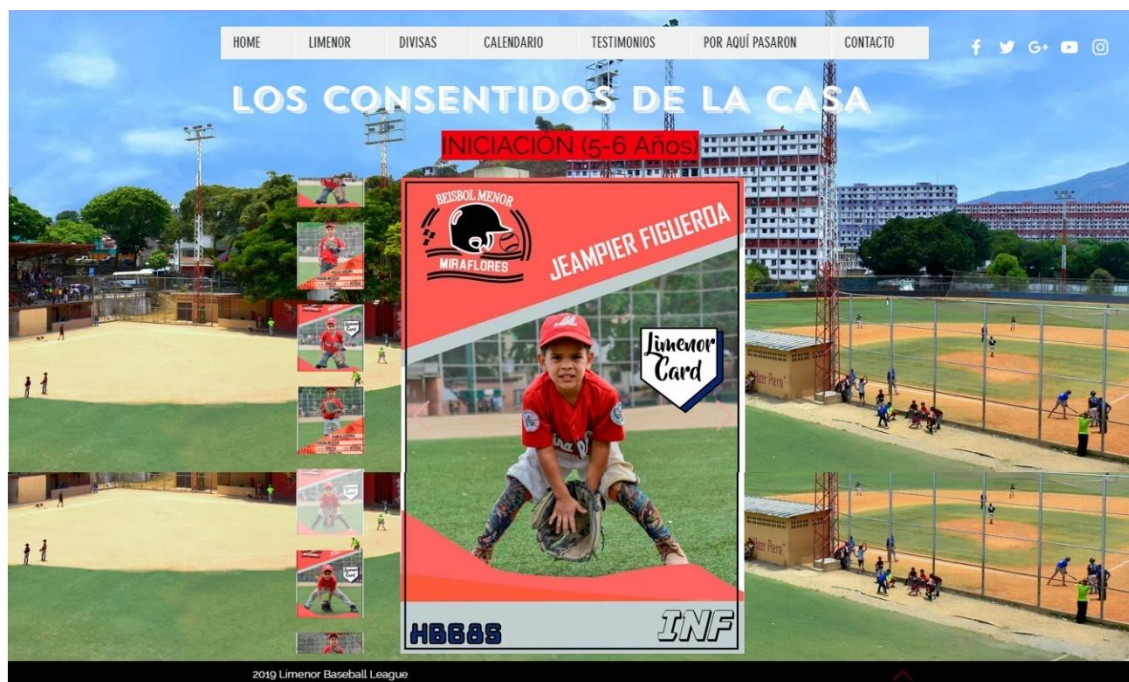 HOME LIMENOR DIVISAS CALENDARIO TESTIMONIOS POR AQUÍ PASARON CONTACTO
LOS CONSENTIDOS DE LA CASA
INICIACIÓN (5-6 Años)
BEISBOL MENOR
MIRAFLORES
JEAMPIER FIGUEROA
Limenor
Card
HB68S
INF
2019 Limenor Baseball League